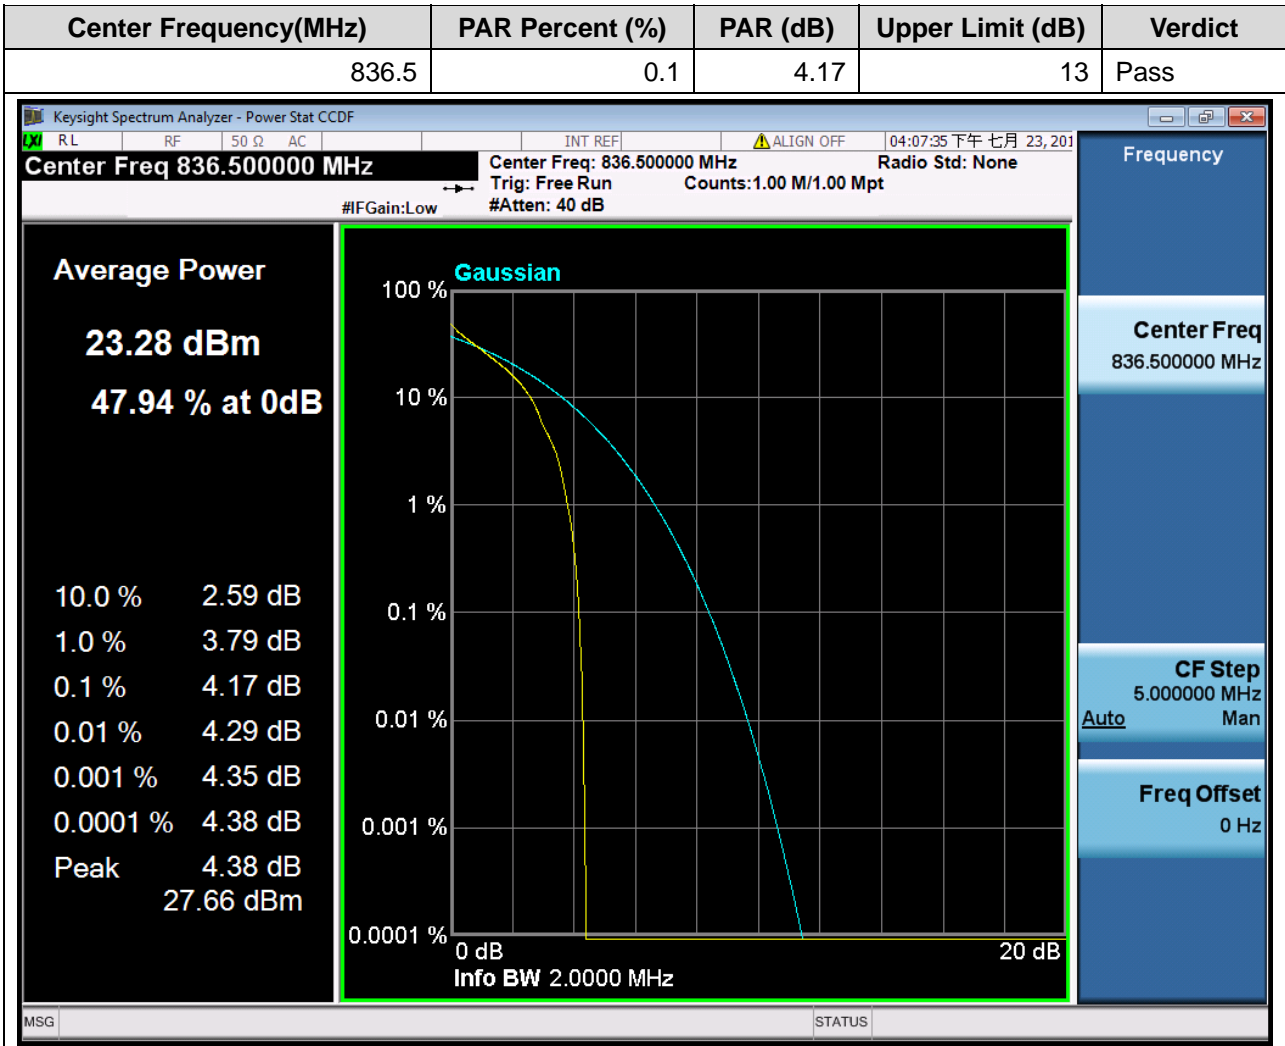 Center Frequency(MHz) PAR Percent (%) PAR (dB) Upper Limit (dB) Verdict
836.5 0.1 4.17 13 Pass
Keysight Spectrum Analyzer - Power Stat CCDF
LXI RL RF 50 Ω AC INT REF ALIGN OFF 04:07:35 下午 七月 23, 201
Center Freq 836.500000 MHz
Center Freq: 836.500000 MHz Radio Std: None
Trig: Free Run Counts:1.00 M/1.00 Mpt
#IFGain:Low #Atten: 40 dB
Frequency
Average Power
23.28 dBm
47.94 % at 0dB
10.0 % 2.59 dB
1.0 % 3.79 dB
0.1 % 4.17 dB
0.01 % 4.29 dB
0.001 % 4.35 dB
0.0001 % 4.38 dB
Peak 4.38 dB
27.66 dBm
Gaussian
100 %
10 %
1 %
0.1 %
0.01 %
0.001 %
0.0001 %
0 dB 20 dB
Info BW 2.0000 MHz
Center Freq
836.500000 MHz
CF Step
5.000000 MHz
Auto Man
Freq Offset
0 Hz
MSG STATUS